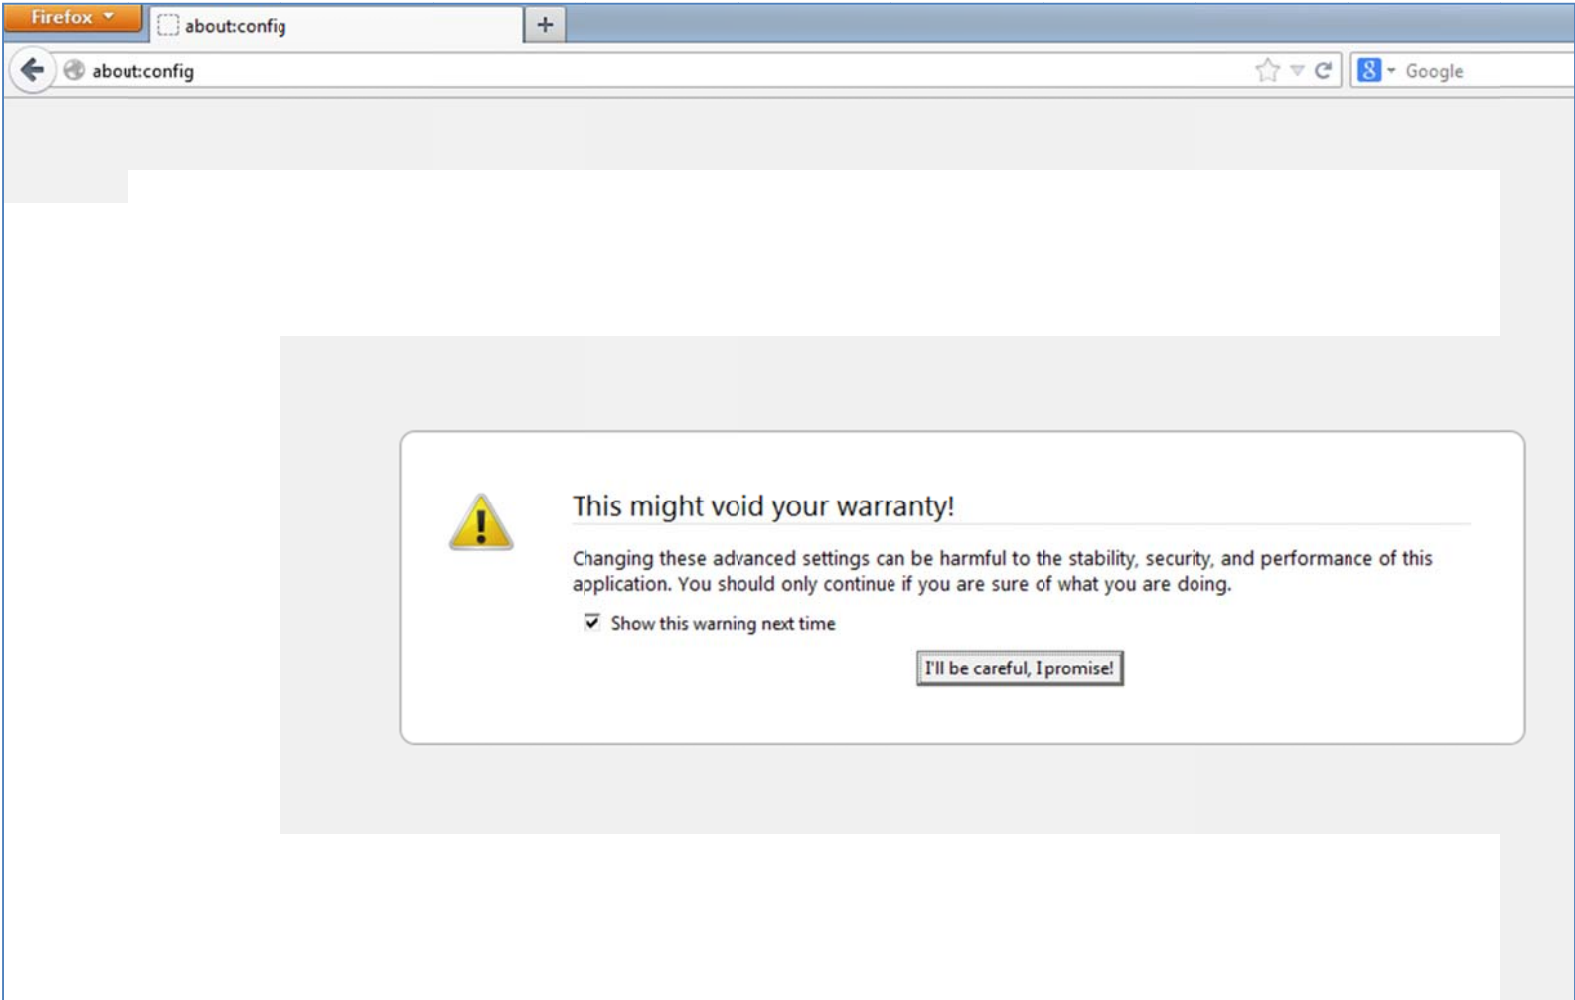 Firefox
about:config
about:config
Google
This might void your warranty!
Changing these advanced settings can be harmful to the stability, security, and performance of this
application. You should only continue if you are sure of what you are doing.
Show this warning next time
I'll be careful, I promise!